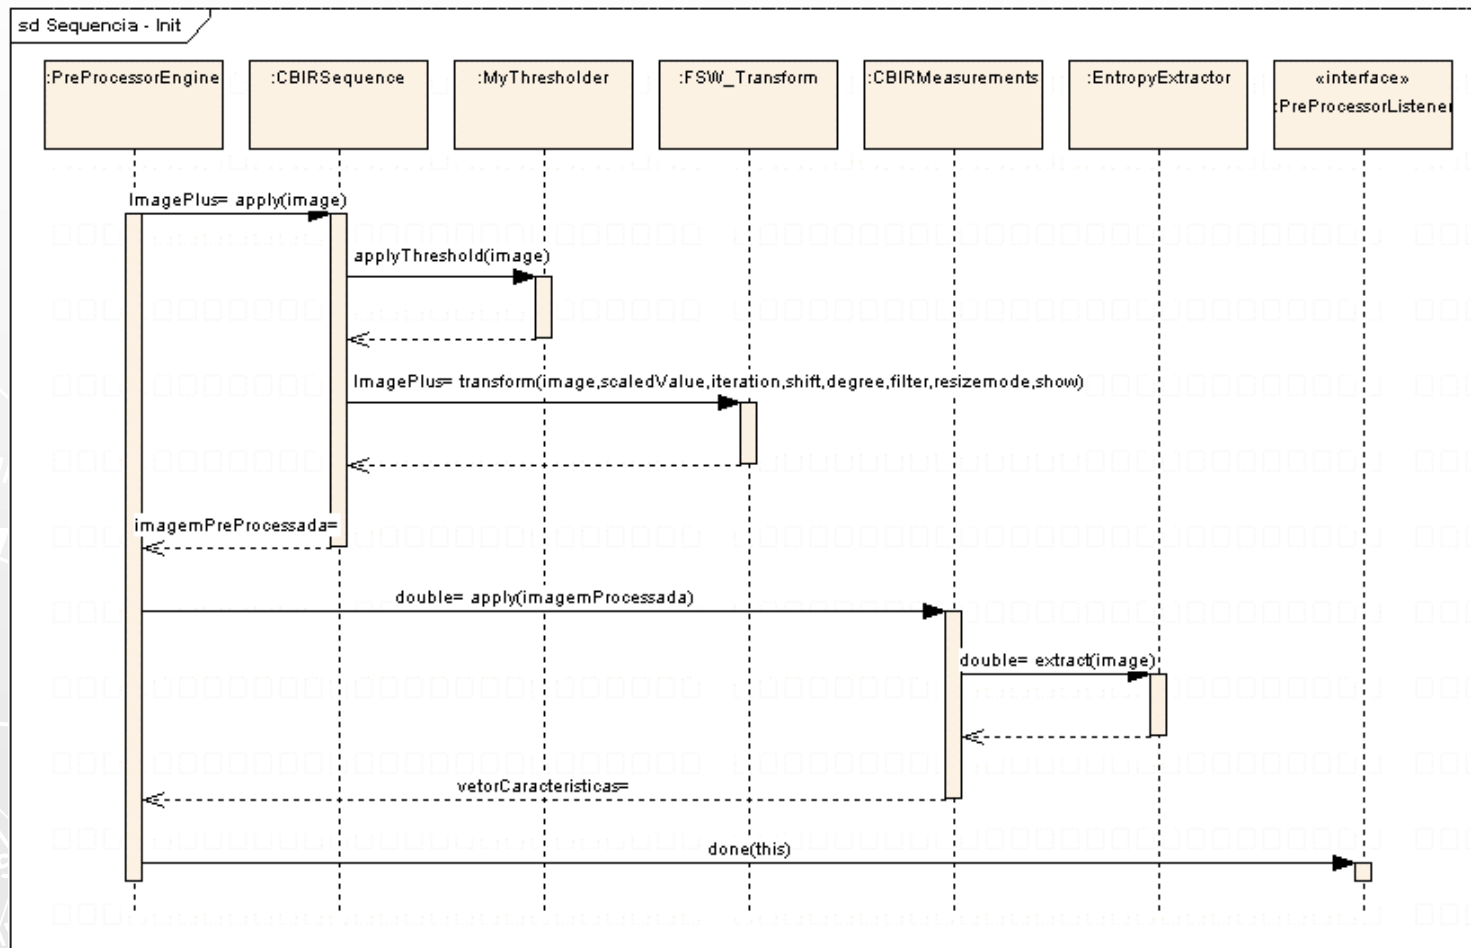 sd Sequencia - Init
:PreProcessorEngine
:CBIRSequence
:MyThresholder
:FSW_Transform
:CBIRMeasurements
:EntropyExtractor
«interface»
:PreProcessorListener
ImagePlus= apply(image)
applyThreshold(image)
ImagePlus= transform(image,scaledValue,iteration,shift,degree,filter,resizemode,show)
imagemPreProcessada=
double= apply(imagemProcessada)
double= extract(image)
vetorCaracteristicas=
done(this)